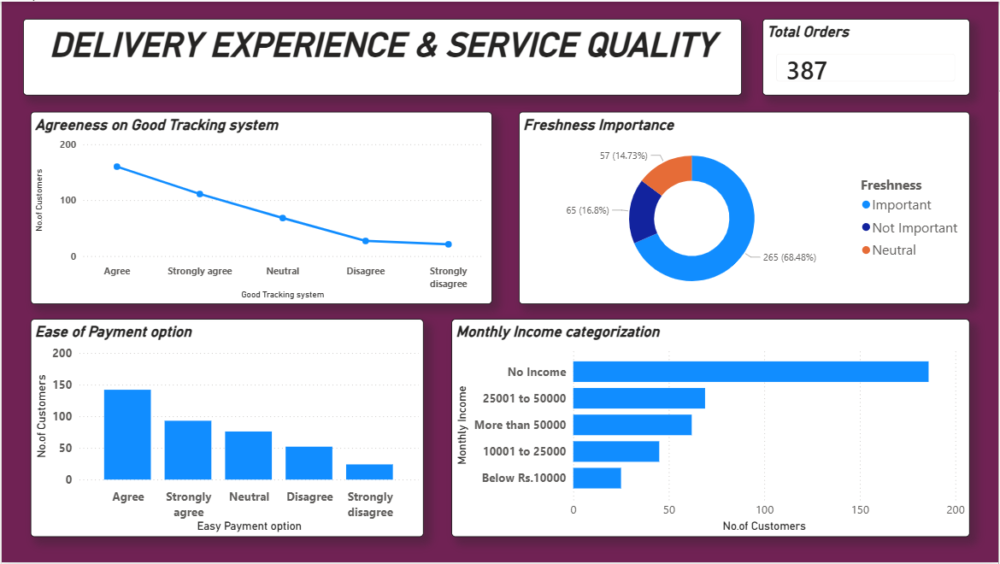 DELIVERY EXPERIENCE & SERVICE QUALITY
Total Orders
387
Agreeness on Good Tracking system
No.of Customers
200
100
0
Agree
Strongly agree
Neutral
Disagree
Strongly
disagree
Good Tracking system
Freshness Importance
57 (14.73%)
65 (16.8%)
265 (68.48%)
Freshness
Important
Not Important
Neutral
Ease of Payment option
No.of Customers
200
150
100
50
0
Agree
Strongly
agree
Neutral
Disagree
Strongly
disagree
Easy Payment option
Monthly Income categorization
Monthly Income
No Income
25001 to 50000
More than 50000
10001 to 25000
Below Rs.10000
0
50
100
150
200
No.of Customers